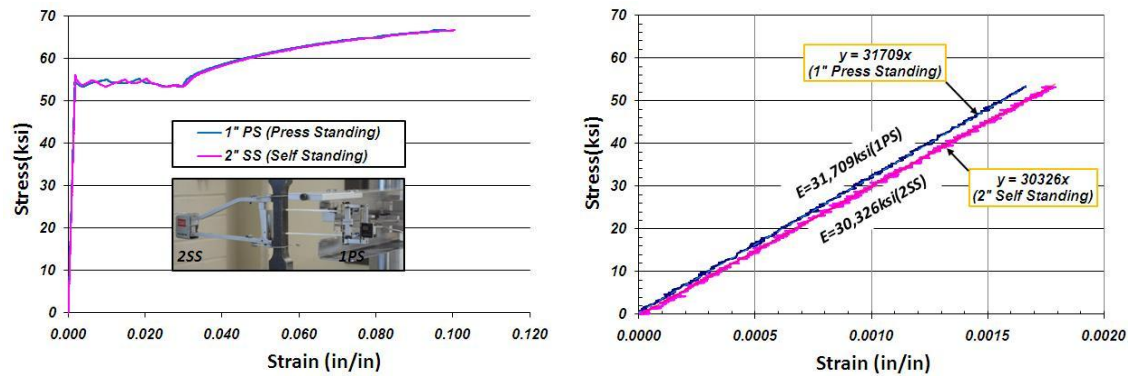 Stress(ksi)
70
60
50
40
30
20
10
0
0.000
0.020
0.040
0.060
0.080
0.100
0.120
Strain (in/in)
1" PS (Press Standing)
2" SS (Self Standing)
2SS
1PS
Stress(ksi)
70
60
50
40
30
20
10
0
0.0000
0.0005
0.0010
0.0015
0.0020
Strain (in/in)
y = 31709x
(1" Press Standing)
E=31,709ksi(1PS)
E=30,326ksi(2SS)
y = 30326x
(2" Self Standing)